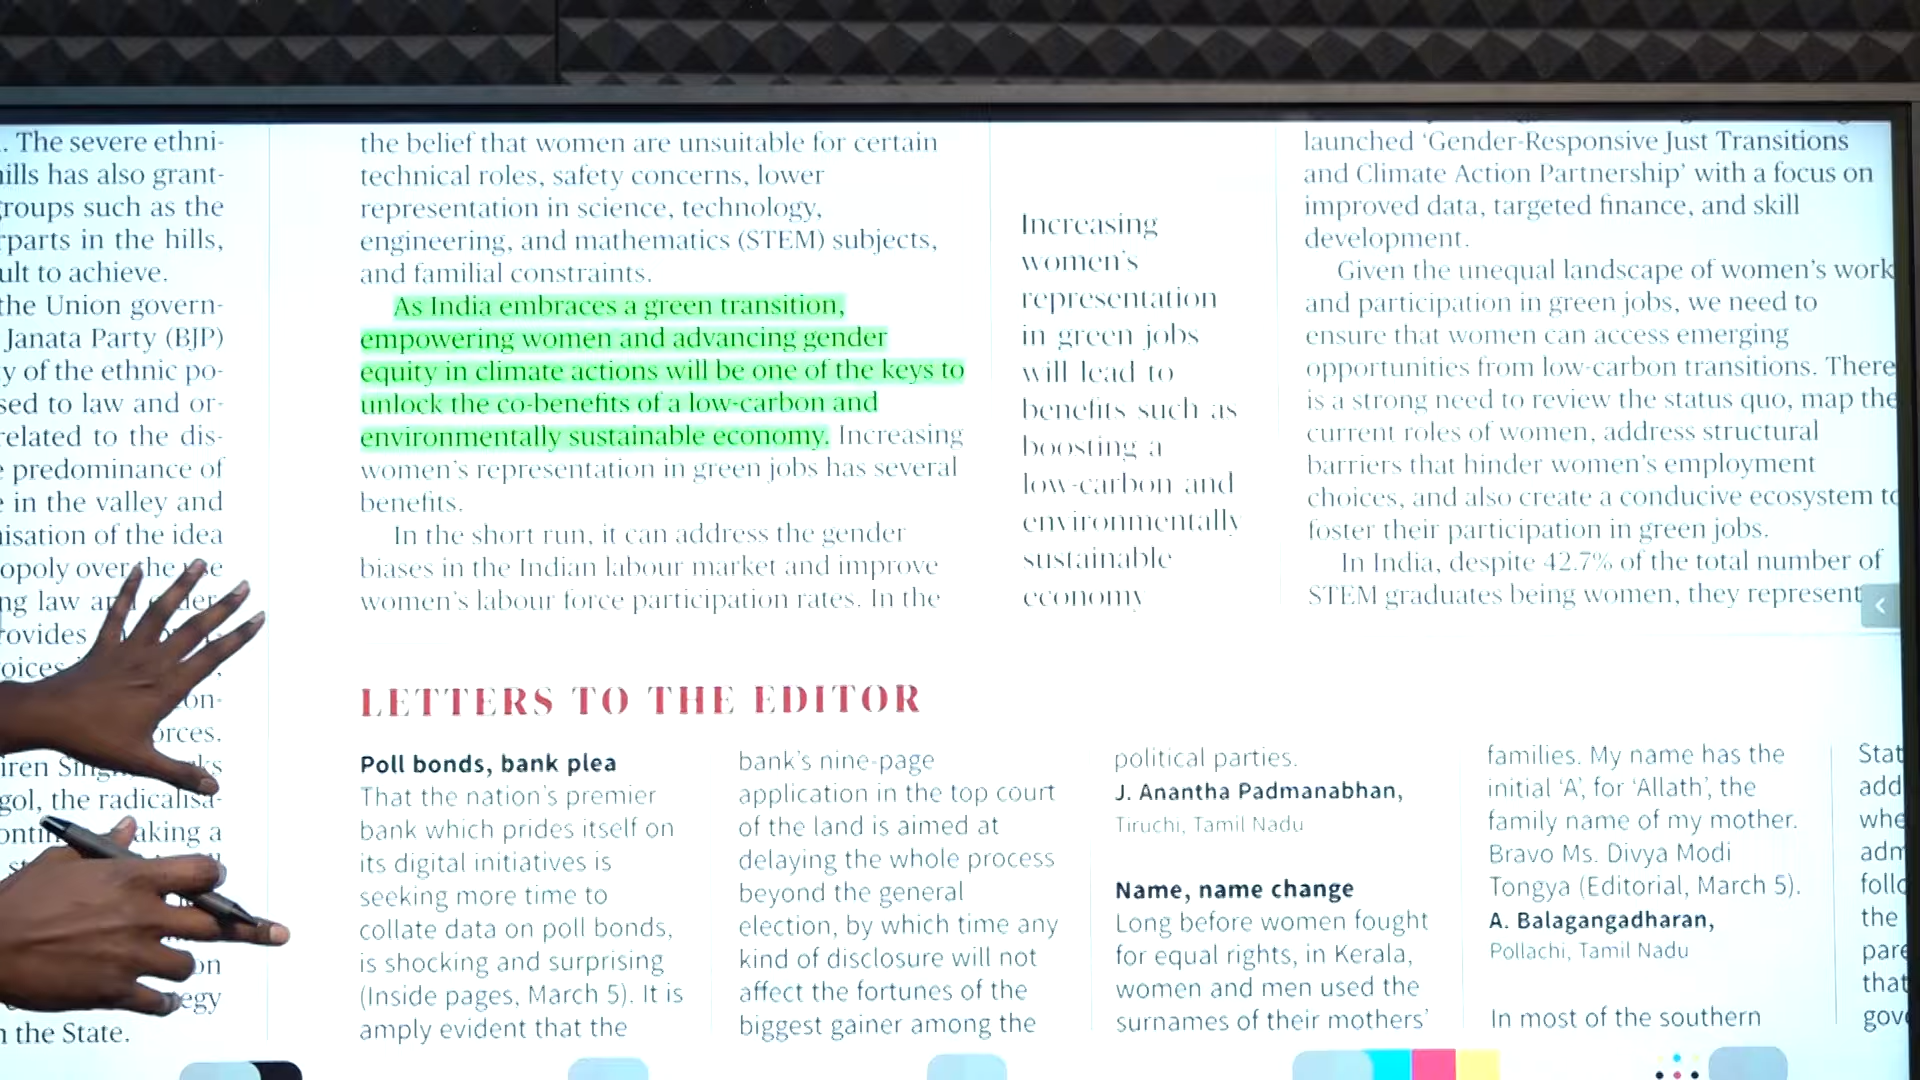 . The severe ethni-
ills has also grant-
roups such as the
parts in the hills,
ult to achieve.
the Union govern-
Janata Party (BJP)
y of the ethnic po-
sed to law and or-
related to the dis-
predominance of
in the valley and
isation of the idea
opoly over the
ng law
rovides
oices
on-
orces.
iren
gol, the radicalisa-
aking a
on
egy
the State.
the belief that women are unsuitable for certain
technical roles, safety concerns, lower
representation in science, technology,
engineering, and mathematics (STEM) subjects,
and familial constraints.
As India embraces a green transition,
empowering women and advancing gender
equity in climate actions will be one of the keys to
unlock the co-benefits of a low-carbon and
environmentally sustainable economy. Increasing
women's representation in green jobs has several
benefits.
In the short run, it can address the gender
biases in the Indian labour market and improve
women's labour force participation rates. In the
Increasing
women's
representation
in green jobs
will lead to
benefits such as
boosting a
low-carbon and
environmentally
sustainable
economy
launched ‘Gender-Responsive Just Transitions
and Climate Action Partnership’ with a focus on
improved data, targeted finance, and skill
development.
Given the unequal landscape of women's work
and participation in green jobs, we need to
ensure that women can access emerging
opportunities from low-carbon transitions. There
is a strong need to review the status quo, map the
current roles of women, address structural
barriers that hinder women's employment
choices, and also create a conducive ecosystem to
foster their participation in green jobs.
In India, despite 42.7% of the total number of
STEM graduates being women, they represent
LETTERS TO THE EDITOR
Poll bonds, bank plea
That the nation's premier
bank which prides itself on
its digital initiatives is
seeking more time to
collate data on poll bonds,
is shocking and surprising
(Inside pages, March 5). It is
amply evident that the
bank's nine-page
application in the top court
of the land is aimed at
delaying the whole process
beyond the general
election, by which time any
kind of disclosure will not
affect the fortunes of the
biggest gainer among the
political parties.
J. Anantha Padmanabhan,
Tiruchi, Tamil Nadu
Name, name change
Long before women fought
for equal rights, in Kerala,
women and men used the
surnames of their mothers'
families. My name has the
initial ‘A’, for ‘Allath’, the
family name of my mother.
Bravo Ms. Divya Modi
Tongya (Editorial, March 5).
A. Balagangadharan,
Pollachi, Tamil Nadu
In most of the southern
Stat
add
whe
adm
follo
the
pare
that
gov